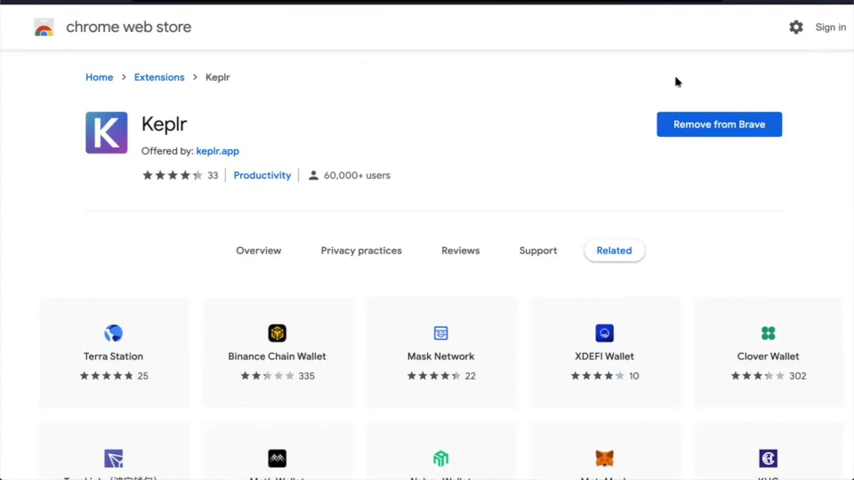 chrome web store
Sign in
Home > Extensions > Keplr
K
Keplr
Offered by: keplr.app
33 | Productivity | 60,000+ users
Remove from Brave
Overview Privacy practices Reviews Support Related
Terra Station Binance Chain Wallet Mask Network XDEFI Wallet Clover Wallet
25 335 22 10 302